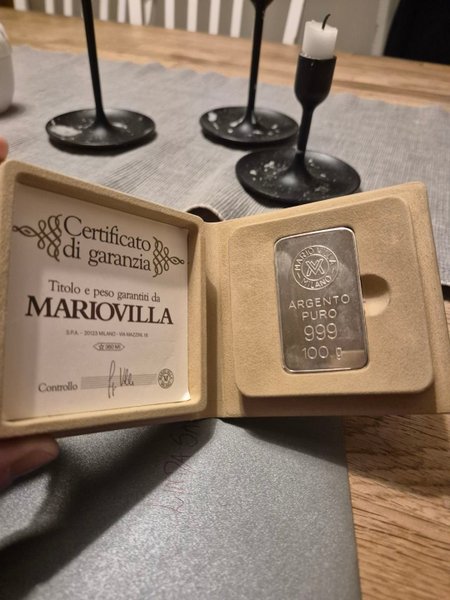 Certificato
di garanzia
Titolo e peso garantiti da
MARIOVILLA
S.P.A. - 20123 MILANO - VIA MAZZINI, 16
Controllo
MARIO VILLA
MILANO
ARGENTO
PURO
999
100 g